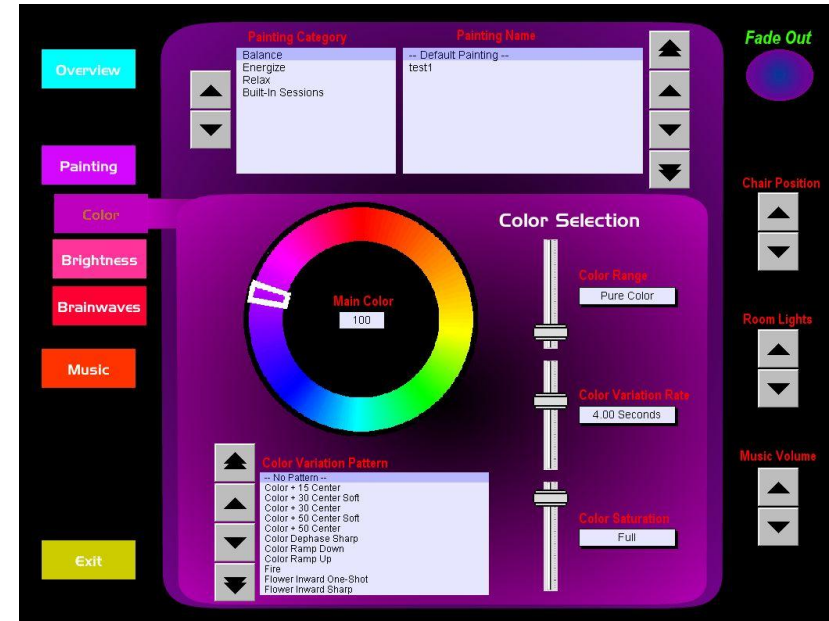 Painting Category
Painting Name
Fade Out
Overview
Balance
Energize
Relax
Built-In Sessions
-- Default Painting --
test1
Painting
Chair Position
Color
Color Selection
Brightness
Color Range
Pure Color
Brainwaves
Main Color
100
Room Lights
Music
Color Variation Rate
4.00 Seconds
Music Volume
Color Variation Pattern
-- No Pattern --
Color + 15 Center
Color + 30 Center Soft
Color + 30 Center
Color + 50 Center Soft
Color + 50 Center
Color Dephase Sharp
Color Ramp Down
Color Ramp Up
Fire
Flower Inward One-Shot
Flower Inward Sharp
Color Saturation
Full
Exit